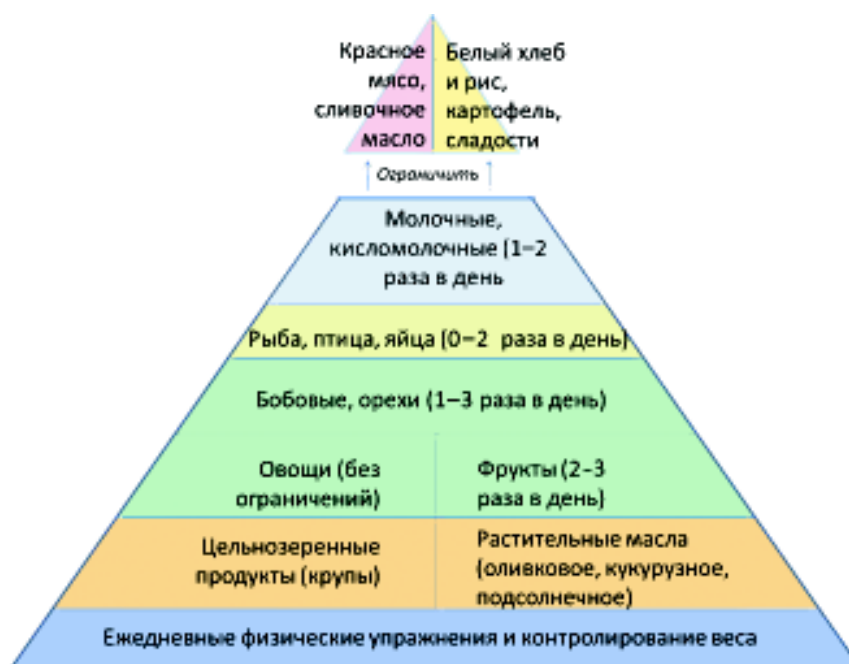 Красное
мясо,
сливочное
масло
Белый хлеб
и рис,
картофель,
сладости
Ограничить
Молочные,
кисломолочные (1–2
раза в день
Рыба, птица, яйца (0–2 раза в день)
Бобовые, орехи (1–3 раза в день)
Овощи (без
ограничений)
Фрукты (2-3
раза в день)
Цельнозеренные
продукты (крупы)
Растительные масла
(оливковое, кукурузное,
подсолнечное)
Ежедневные физические упражнения и контролирование веса